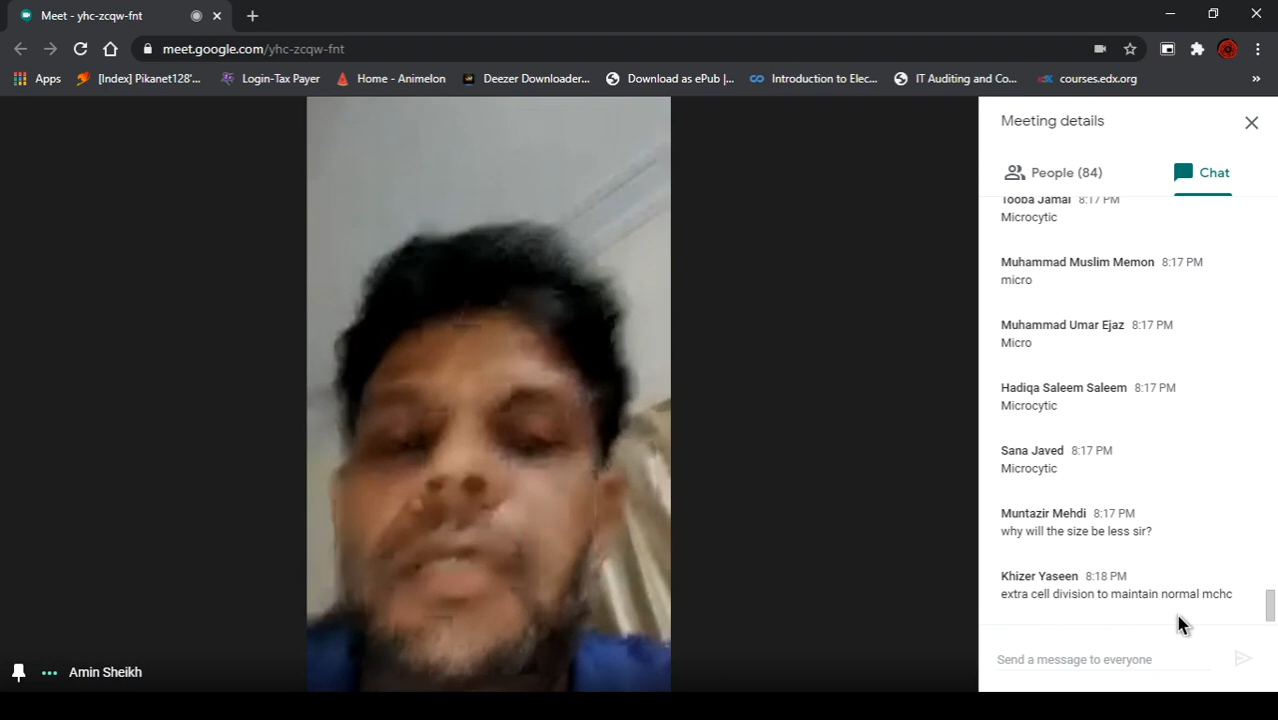 Meet - yhc-zcqw-fnt
meet.google.com/yhc-zcqw-fnt
Apps
[Index] Pikanet128'...
Login-Tax Payer
Home - Animelon
Deezer Downloader...
Download as ePub |...
Introduction to Elec...
IT Auditing and Co...
courses.edx.org
»
Meeting details
People (84)
Chat
Tooba Jamal 8:17 PM
Microcytic
Muhammad Muslim Memon 8:17 PM
micro
Muhammad Umar Ejaz 8:17 PM
Micro
Hadiqa Saleem Saleem 8:17 PM
Microcytic
Sana Javed 8:17 PM
Microcytic
Muntazir Mehdi 8:17 PM
why will the size be less sir?
Khizer Yaseen 8:18 PM
extra cell division to maintain normal mchc
Send a message to everyone
Amin Sheikh